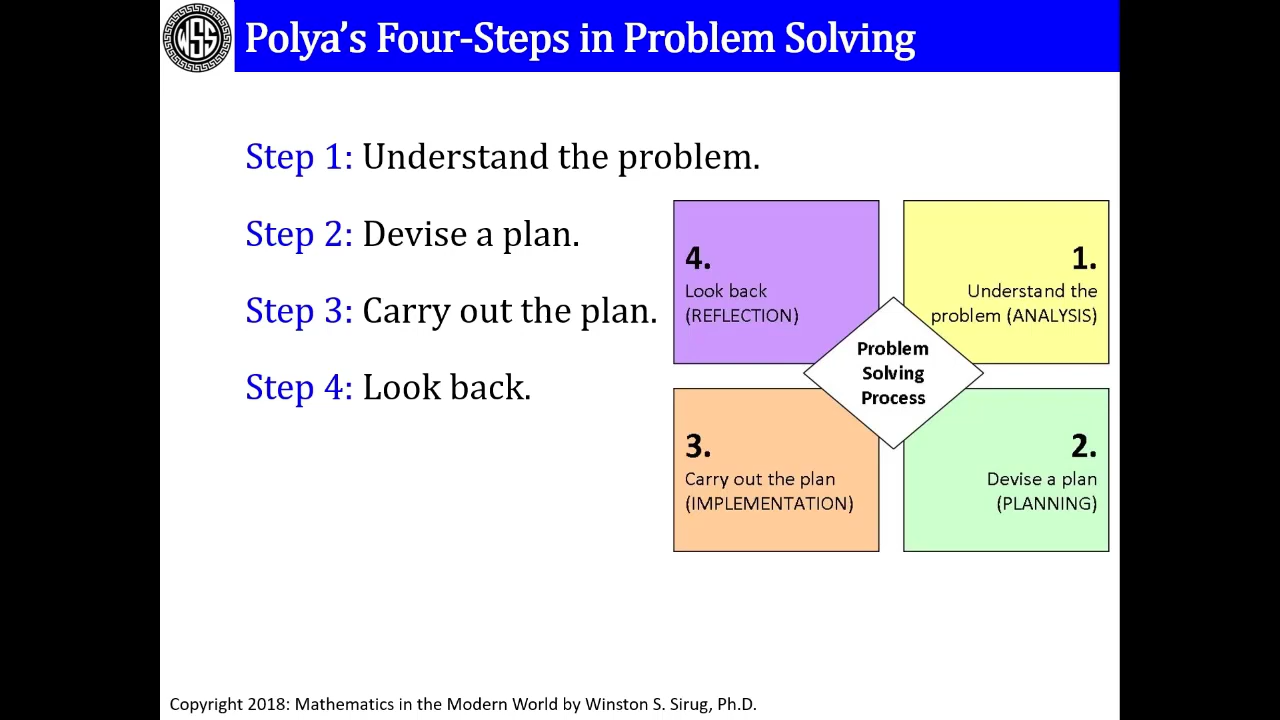 WSS
Polya's Four-Steps in Problem Solving
Step 1: Understand the problem.
Step 2: Devise a plan.
Step 3: Carry out the plan.
Step 4: Look back.
4.
Look back
(REFLECTION)
1.
Understand the
problem (ANALYSIS)
Problem
Solving
Process
3.
Carry out the plan
(IMPLEMENTATION)
2.
Devise a plan
(PLANNING)
Copyright 2018: Mathematics in the Modern World by Winston S. Sirug, Ph.D.